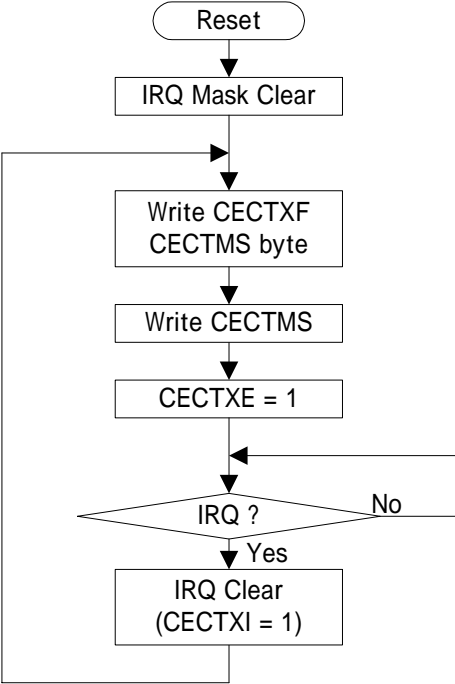 Reset
IRQ Mask Clear
Write CECTXF
CECTMS byte
Write CECTMS
CECTXE = 1
IRQ ?
No
Yes
IRQ Clear
(CECTXI = 1)